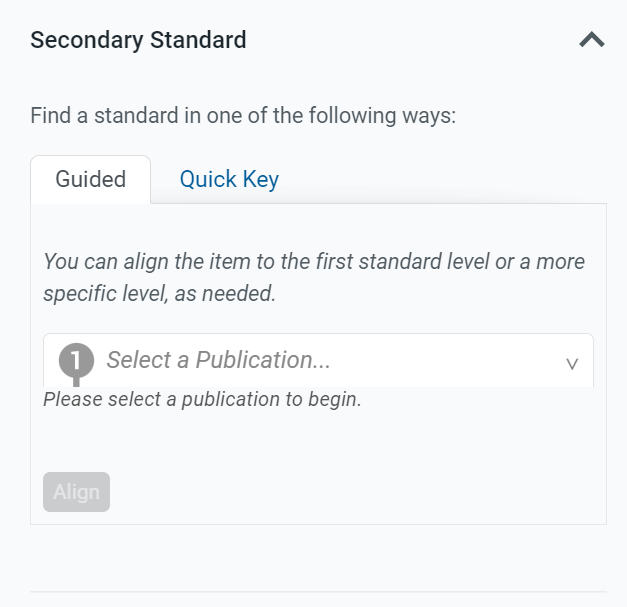 Secondary Standard
Find a standard in one of the following ways:
Guided
Quick Key
You can align the item to the first standard level or a more
specific level, as needed.
1 Select a Publication...
Please select a publication to begin.
Align